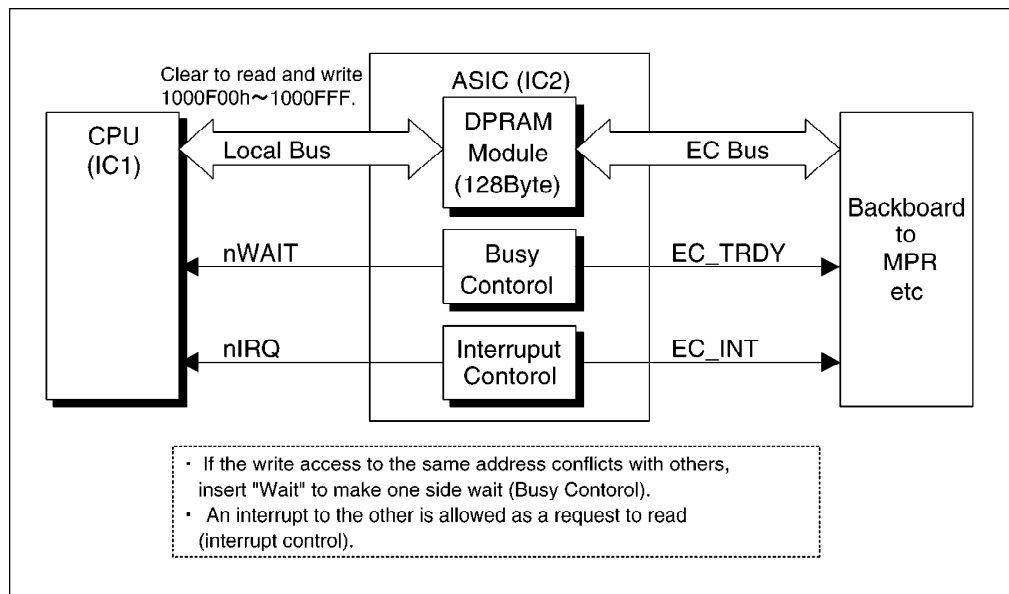 Clear to read and write
1000F00h～1000FFF.
ASIC (IC2)
CPU
(IC1)
Local Bus
DPRAM
Module
(128Byte)
EC Bus
Backboard
to
MPR
etc
nWAIT
Busy
Contorol
EC_TRDY
nIRQ
Interruput
Contorol
EC_INT
・ If the write access to the same address conflicts with others,
insert "Wait" to make one side wait (Busy Contorol).
・ An interrupt to the other is allowed as a request to read
(interrupt control).